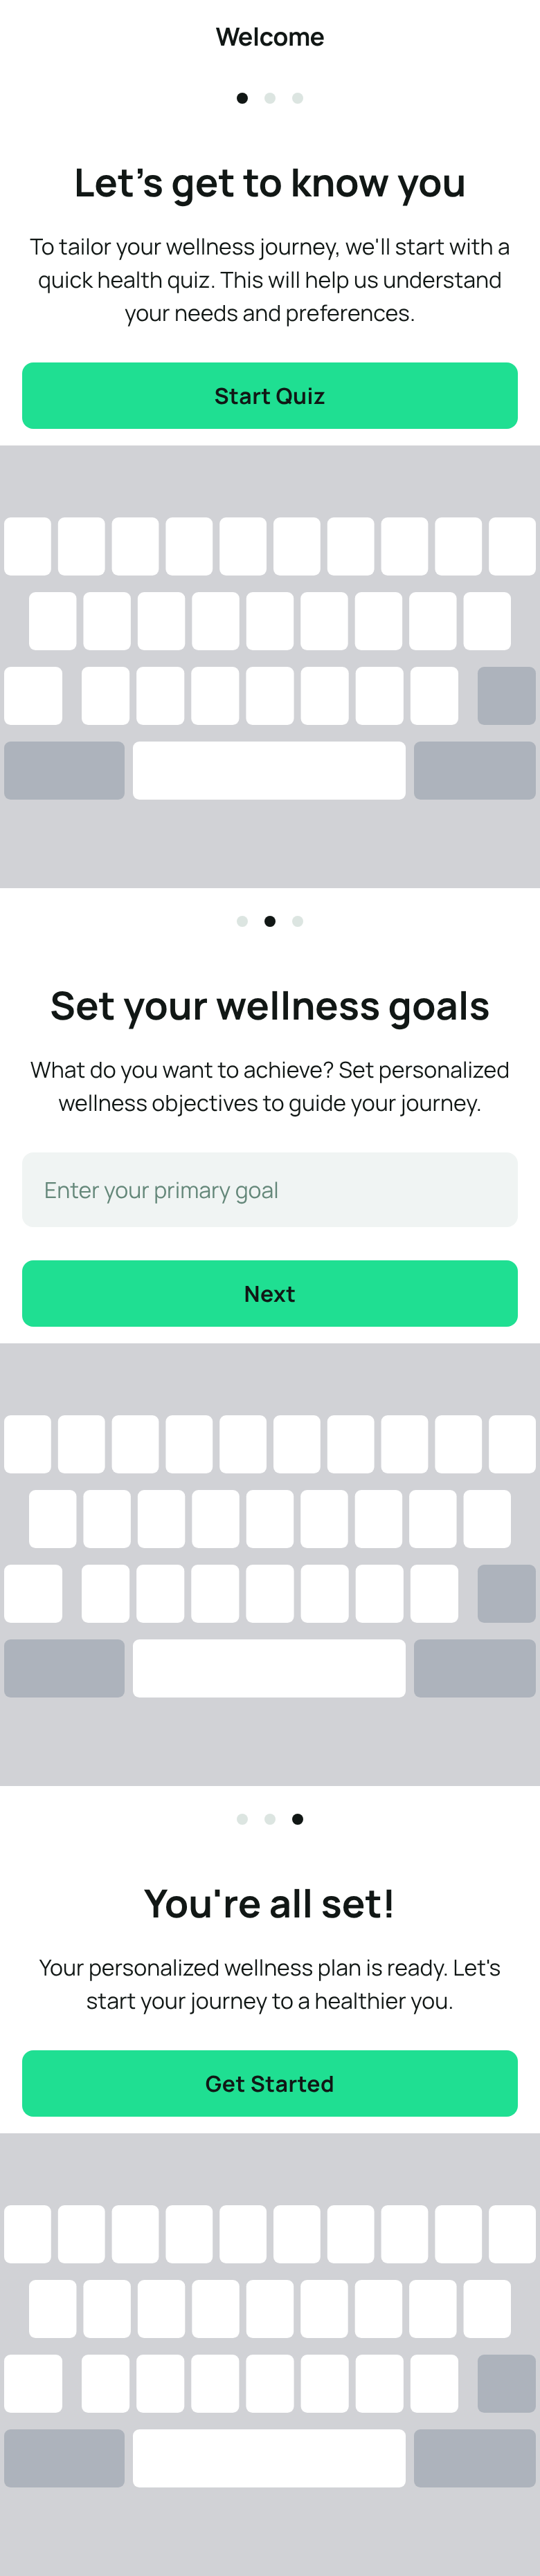 Welcome
Let’s get to know you
To tailor your wellness journey, we'll start with a
quick health quiz. This will help us understand
your needs and preferences.
Start Quiz
Set your wellness goals
What do you want to achieve? Set personalized
wellness objectives to guide your journey.
Enter your primary goal
Next
You're all set!
Your personalized wellness plan is ready. Let's
start your journey to a healthier you.
Get Started